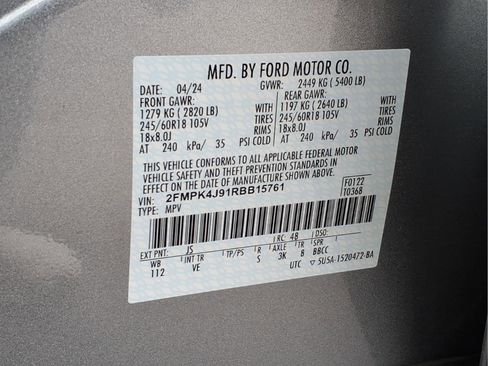 MFD. BY FORD MOTOR CO.
DATE: 04/24 GVWR: 2449 KG ( 5400 LB)
FRONT GAWR: REAR GAWR:
1279 KG ( 2820 LB) WITH 1197 KG ( 2640 LB) WITH
245/60R18 105V TIRES 245/60R18 105V TIRES
18x8.0J RIMS 18x8.0J RIMS
AT 240 kPa/ 35 PSI COLD AT 240 kPa/ 35 PSI COLD
THIS VEHICLE CONFORMS TO ALL APPLICABLE FEDERAL MOTOR
VEHICLE SAFETY AND THEFT PREVENTION STANDARDS IN
EFFECT ON THE DATE OF MANUFACTURE SHOWN ABOVE.
VIN: 2FMPK4J91RBB15761 F0122
TYPE: MPV T0368
EXT PNT: JS RC: 48 DSO:
WB INT TR TP/PS R AXLE TR SPR
112 VE S 3K 8 BBCC
UTC ▽ 5USA-1520472-BA